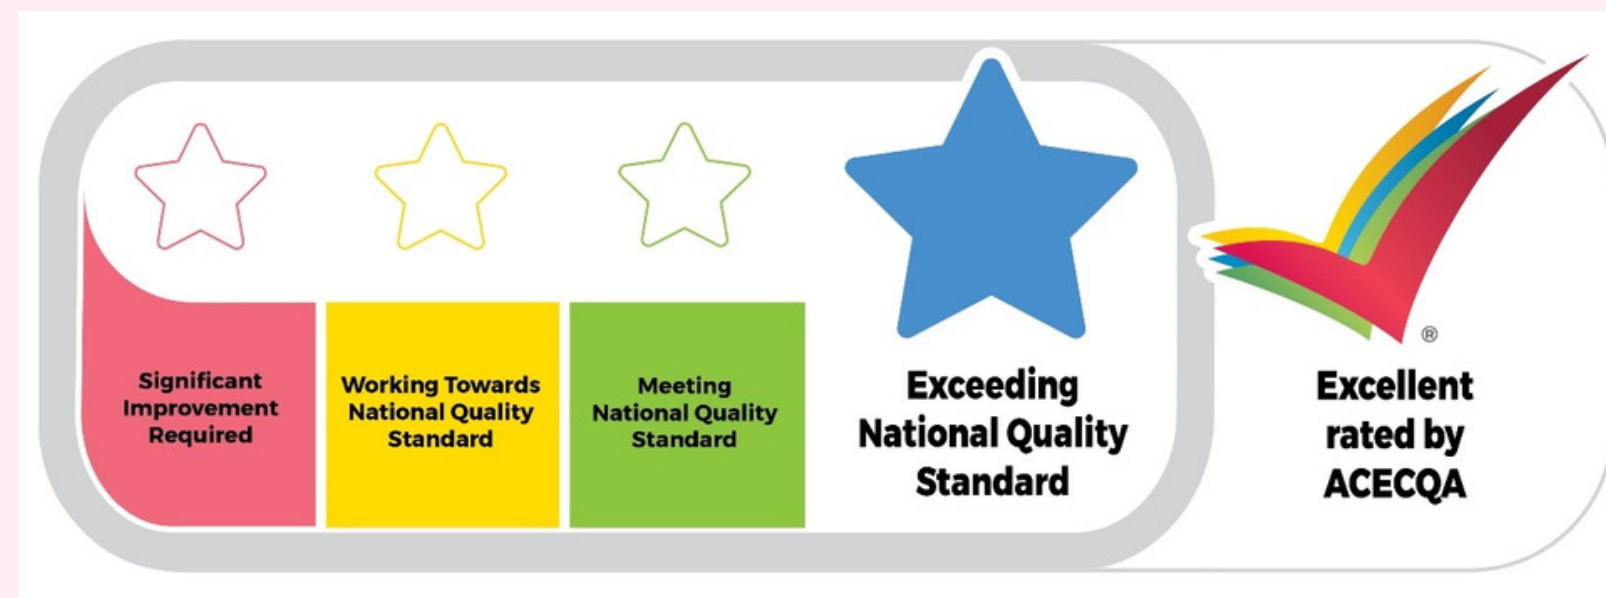 Significant
Improvement
Required
Working Towards
National Quality
Standard
Meeting
National Quality
Standard
Exceeding
National Quality
Standard
®
Excellent
rated by
ACECQA